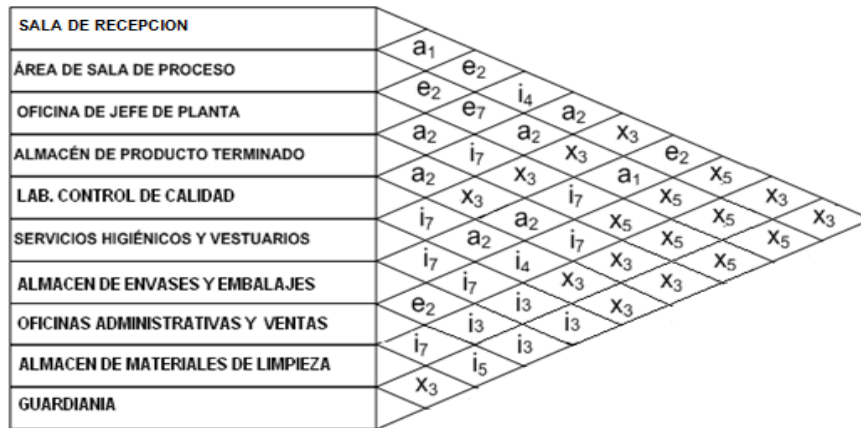 SALA DE RECEPCION
a₁
ÁREA DE SALA DE PROCESO e₂
e₂ i₄
OFICINA DE JEFE DE PLANTA e₇ a₂
a₂ a₂ x₃
ALMACÉN DE PRODUCTO TERMINADO i₇ x₃ e₂
a₂ x₃ a₁ x₅
LAB. CONTROL DE CALIDAD x₃ i₇ x₅ x₃
i₇ a₂ x₅ x₅ x₃
SERVICIOS HIGIÉNICOS Y VESTUARIOS a₂ i₇ x₅ x₅
i₇ i₄ x₃ x₅
ALMACEN DE ENVASES Y EMBALAJES i₇ x₃ x₃
e₂ i₃ x₃
OFICINAS ADMINISTRATIVAS Y VENTAS i₃ i₃
i₇ i₃
ALMACEN DE MATERIALES DE LIMPIEZA i₅
x₃
GUARDIANIA